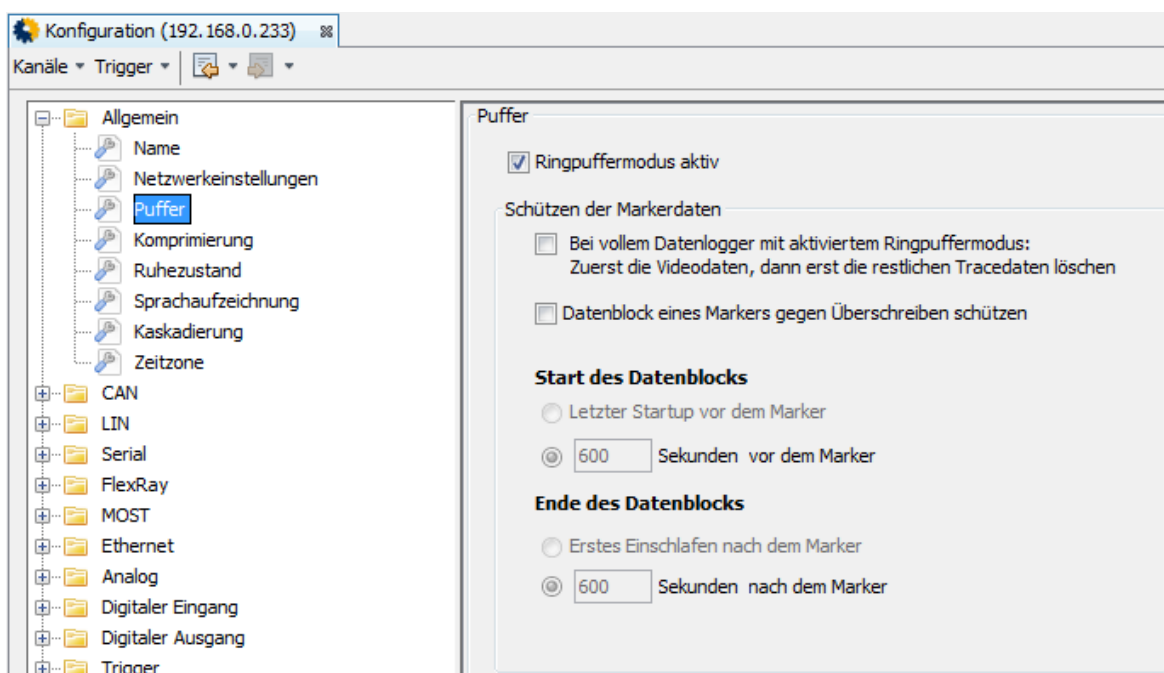 Konfiguration (192.168.0.233)
Kanäle Trigger
Allgemein
Name
Netzwerkeinstellungen
Puffer
Komprimierung
Ruhezustand
Sprachaufzeichnung
Kaskadierung
Zeitzone
CAN
LIN
Serial
FlexRay
MOST
Ethernet
Analog
Digitaler Eingang
Digitaler Ausgang
Trigger
Puffer
Ringpuffermodus aktiv
Schützen der Markerdaten
Bei vollem Datenlogger mit aktiviertem Ringpuffermodus:
Zuerst die Videodaten, dann erst die restlichen Tracedaten löschen
Datenblock eines Markers gegen Überschreiben schützen
Start des Datenblocks
Letzter Startup vor dem Marker
600 Sekunden vor dem Marker
Ende des Datenblocks
Erstes Einschlafen nach dem Marker
600 Sekunden nach dem Marker